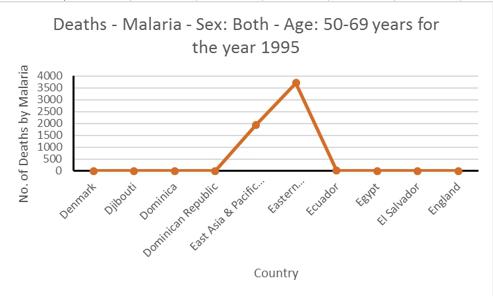 Deaths - Malaria - Sex: Both - Age: 50-69 years for
the year 1995
No. of Deaths by Malaria
4000
3500
3000
2500
2000
1500
1000
500
0
Denmark
Djibouti
Dominica
Dominican Republic
East Asia & Pacific...
Eastern...
Ecuador
Egypt
El Salvador
England
Country